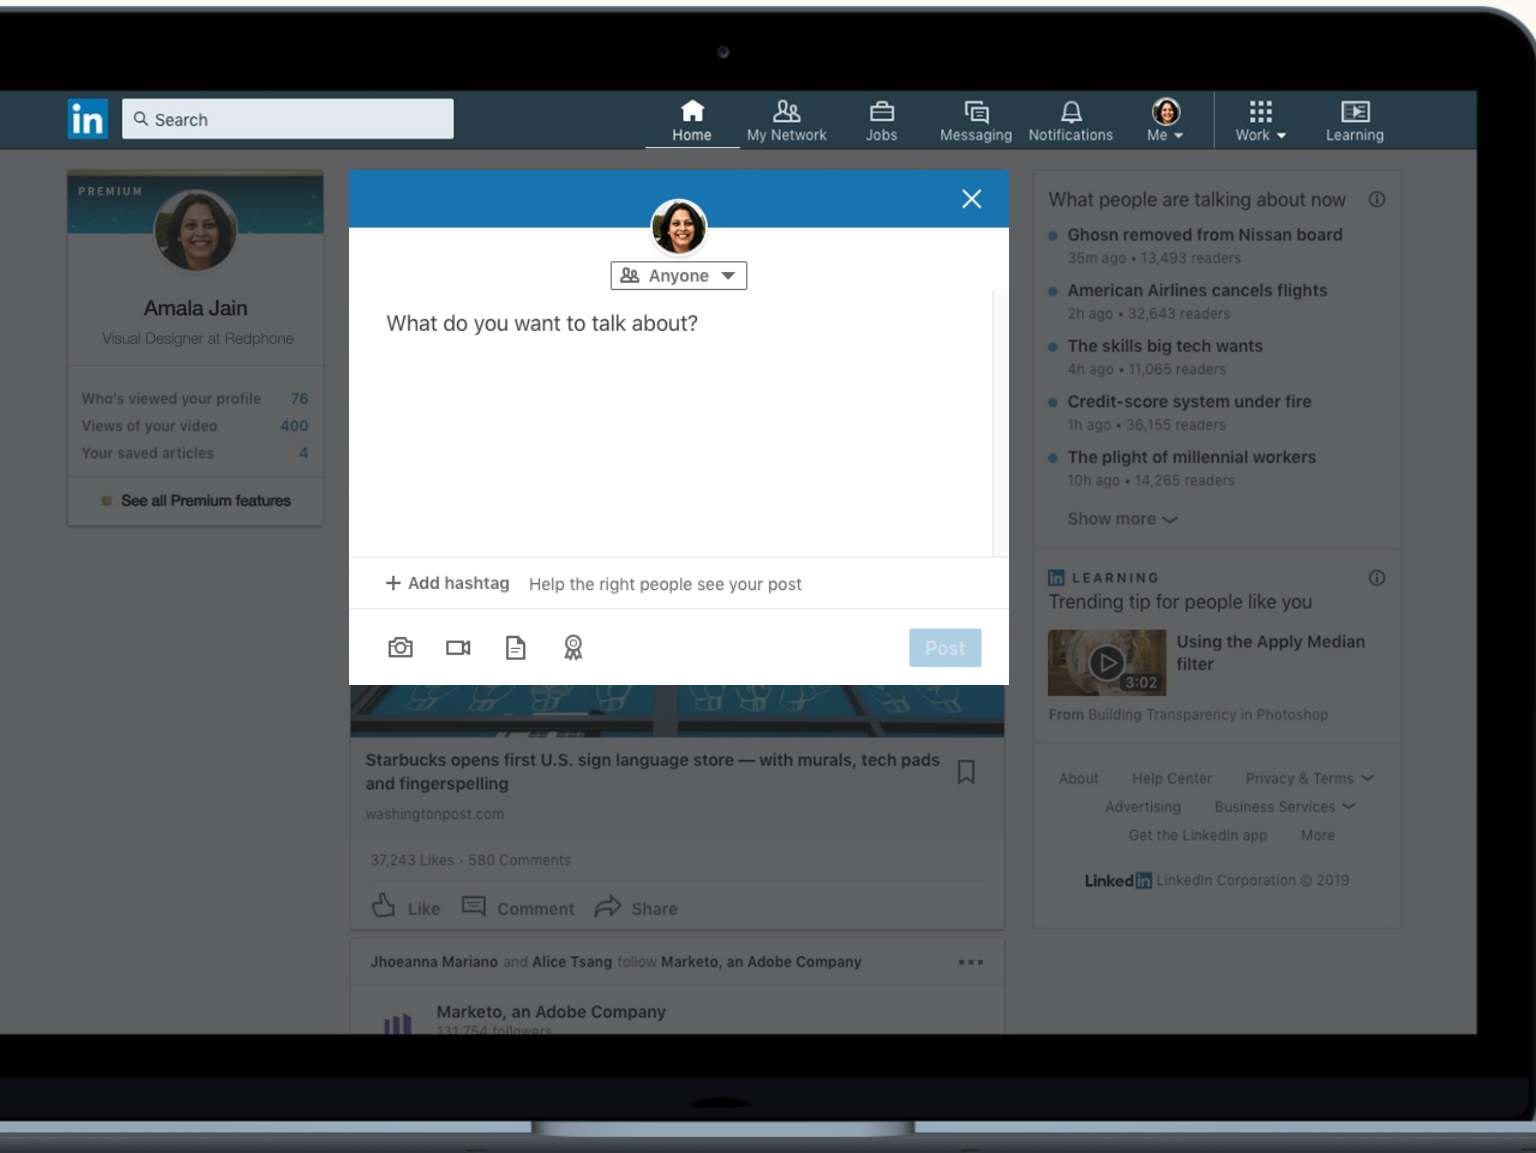 in
Search
Home
My Network
Jobs
Messaging
Notifications
Me
Work
Learning
PREMIUM
Amala Jain
Visual Designer at Redphone
Who's viewed your profile 76
Views of your video 400
Your saved articles 4
See all Premium features
Anyone
What do you want to talk about?
+ Add hashtag Help the right people see your post
Post
Starbucks opens first U.S. sign language store — with murals, tech pads
and fingerspelling
washingtonpost.com
37,243 Likes · 580 Comments
Like Comment Share
Jhoeanna Mariano and Alice Tsang follow Marketo, an Adobe Company
Marketo, an Adobe Company
131,754 followers
What people are talking about now
Ghosn removed from Nissan board
35m ago • 13,493 readers
American Airlines cancels flights
2h ago • 32,643 readers
The skills big tech wants
4h ago • 11,065 readers
Credit-score system under fire
1h ago • 36,155 readers
The plight of millennial workers
10h ago • 14,265 readers
Show more
in LEARNING
Trending tip for people like you
Using the Apply Median
filter
3:02
From Building Transparency in Photoshop
About Help Center Privacy & Terms
Advertising Business Services
Get the LinkedIn app More
Linked in LinkedIn Corporation © 2019